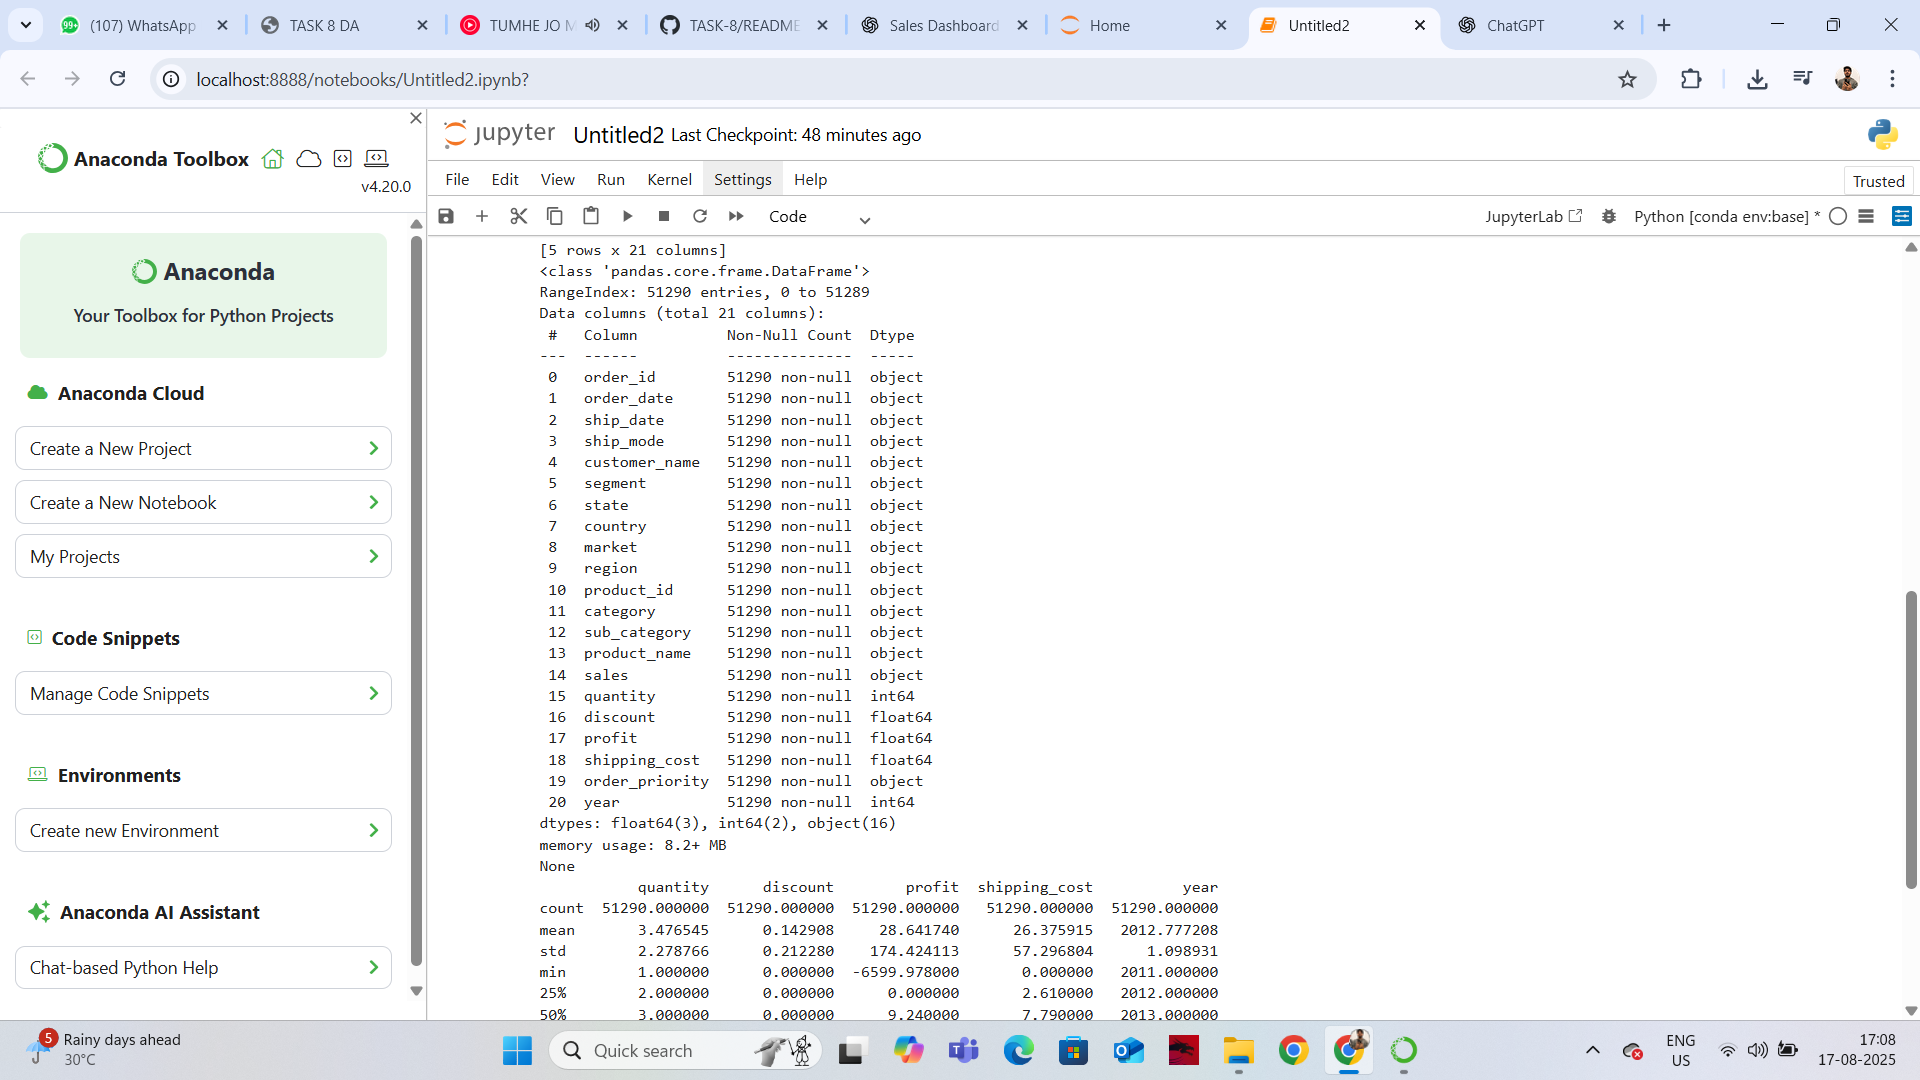 99+ (107) WhatsApp
TASK 8 DA
TUMHE JO M
TASK-8/README
Sales Dashboard
Home
Untitled2
ChatGPT
localhost:8888/notebooks/Untitled2.ipynb?
Anaconda Toolbox
v4.20.0
Anaconda
Your Toolbox for Python Projects
Anaconda Cloud
Create a New Project
Create a New Notebook
My Projects
Code Snippets
Manage Code Snippets
Environments
Create new Environment
Anaconda AI Assistant
Chat-based Python Help
jupyter Untitled2 Last Checkpoint: 48 minutes ago
File Edit View Run Kernel Settings Help
Trusted
Code
JupyterLab
Python [conda env:base] *
[5 rows x 21 columns]
<class 'pandas.core.frame.DataFrame'>
RangeIndex: 51290 entries, 0 to 51289
Data columns (total 21 columns):
# Column Non-Null Count Dtype
--- ------ -------------- -----
0 order_id 51290 non-null object
1 order_date 51290 non-null object
2 ship_date 51290 non-null object
3 ship_mode 51290 non-null object
4 customer_name 51290 non-null object
5 segment 51290 non-null object
6 state 51290 non-null object
7 country 51290 non-null object
8 market 51290 non-null object
9 region 51290 non-null object
10 product_id 51290 non-null object
11 category 51290 non-null object
12 sub_category 51290 non-null object
13 product_name 51290 non-null object
14 sales 51290 non-null object
15 quantity 51290 non-null int64
16 discount 51290 non-null float64
17 profit 51290 non-null float64
18 shipping_cost 51290 non-null float64
19 order_priority 51290 non-null object
20 year 51290 non-null int64
dtypes: float64(3), int64(2), object(16)
memory usage: 8.2+ MB
None
quantity discount profit shipping_cost year
count 51290.000000 51290.000000 51290.000000 51290.000000 51290.000000
mean 3.476545 0.142908 28.641740 26.375915 2012.777208
std 2.278766 0.212280 174.424113 57.296804 1.098931
min 1.000000 0.000000 -6599.978000 0.000000 2011.000000
25% 2.000000 0.000000 0.000000 2.610000 2012.000000
50% 3.000000 0.000000 9.240000 7.790000 2013.000000
5
Rainy days ahead
30°C
Quick search
ENG
US
17:08
17-08-2025